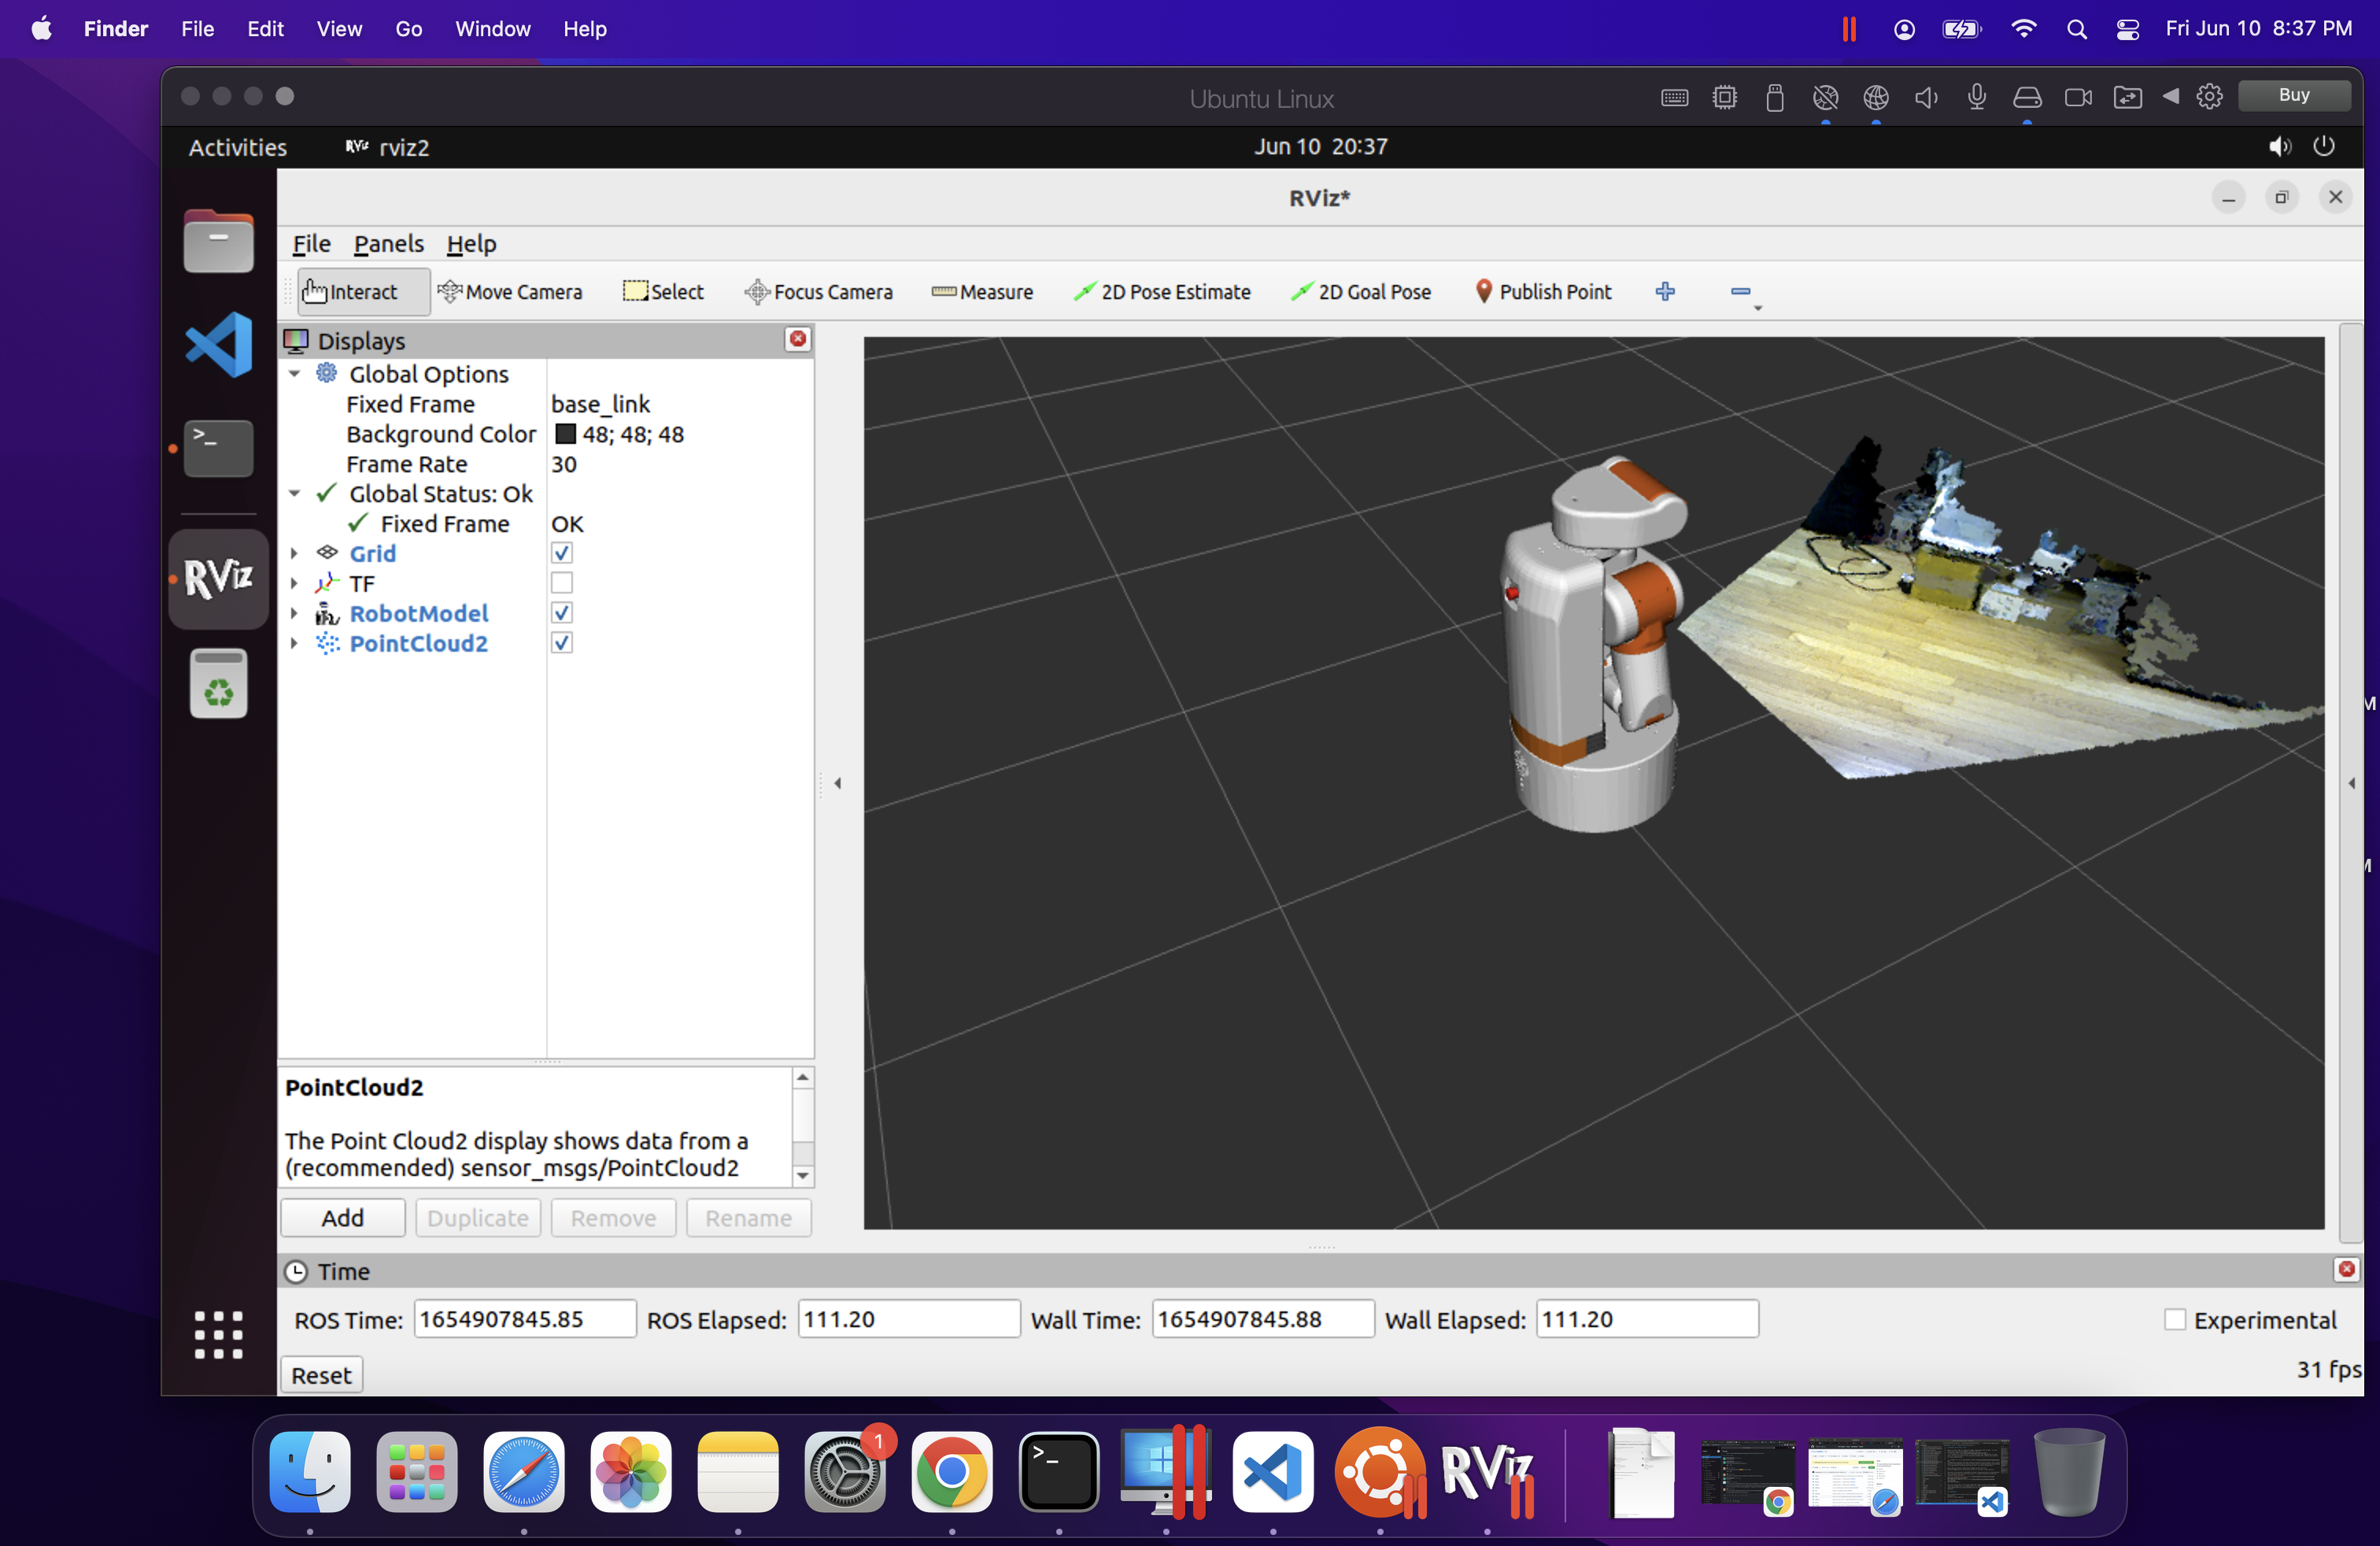 Finder File Edit View Go Window Help Fri Jun 10 8:37 PM
Ubuntu Linux Buy
Activities RViz rviz2 Jun 10 20:37
RViz*
File Panels Help
Interact Move Camera Select Focus Camera Measure 2D Pose Estimate 2D Goal Pose Publish Point
Displays
Global Options
Fixed Frame base_link
Background Color 48; 48; 48
Frame Rate 30
Global Status: Ok
Fixed Frame OK
Grid
TF
RobotModel
PointCloud2
RViz
PointCloud2
The Point Cloud2 display shows data from a
(recommended) sensor_msgs/PointCloud2
Add Duplicate Remove Rename
Time
ROS Time: 1654907845.85 ROS Elapsed: 111.20 Wall Time: 1654907845.88 Wall Elapsed: 111.20 Experimental
Reset 31 fps
M
M
1
RViz